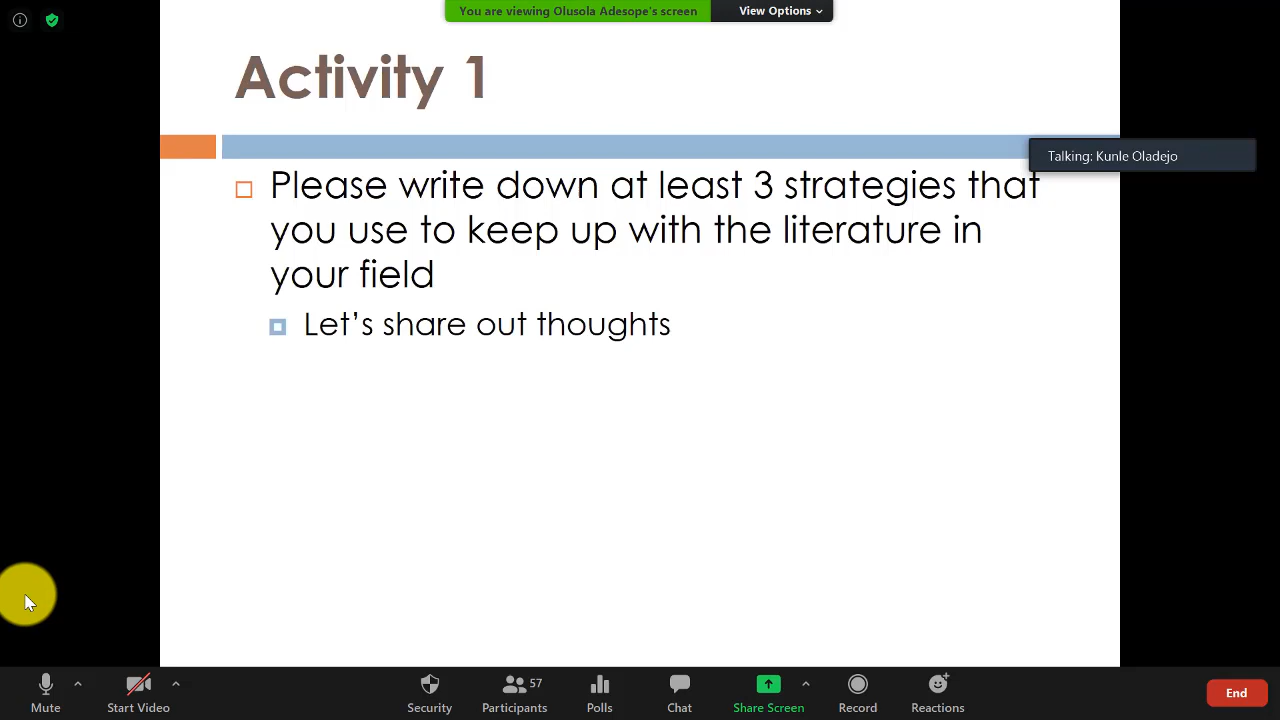 You are viewing Olusola Adesope's screen
View Options
Activity 1
Talking: Kunle Oladejo
Please write down at least 3 strategies that
you use to keep up with the literature in
your field
Let's share out thoughts
Mute
Start Video
Security
Participants
57
Polls
Chat
Share Screen
Record
Reactions
End